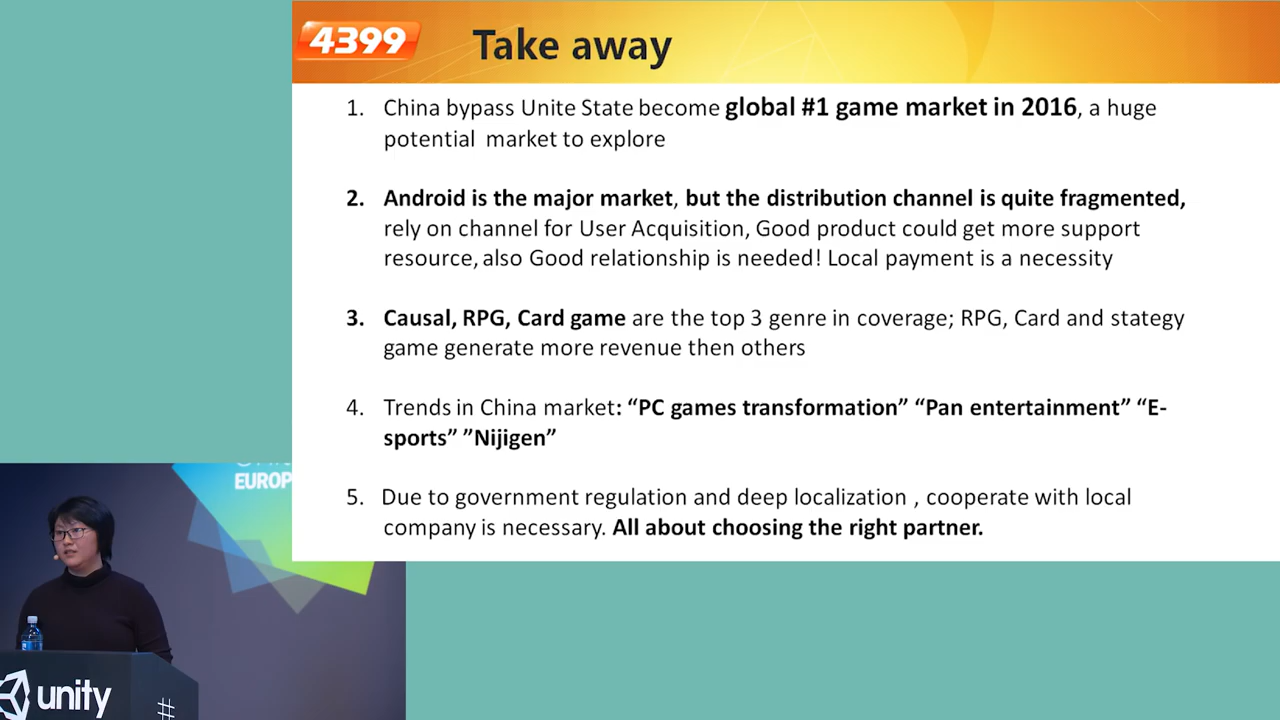 4399
Take away
1. China bypass Unite State become global #1 game market in 2016, a huge
potential market to explore
2. Android is the major market, but the distribution channel is quite fragmented,
rely on channel for User Acquisition, Good product could get more support
resource, also Good relationship is needed! Local payment is a necessity
3. Causal, RPG, Card game are the top 3 genre in coverage; RPG, Card and stategy
game generate more revenue then others
4. Trends in China market: “PC games transformation” “Pan entertainment” “E-
sports” ”Nijigen”
5. Due to government regulation and deep localization , cooperate with local
company is necessary. All about choosing the right partner.
EUROP
unity
#